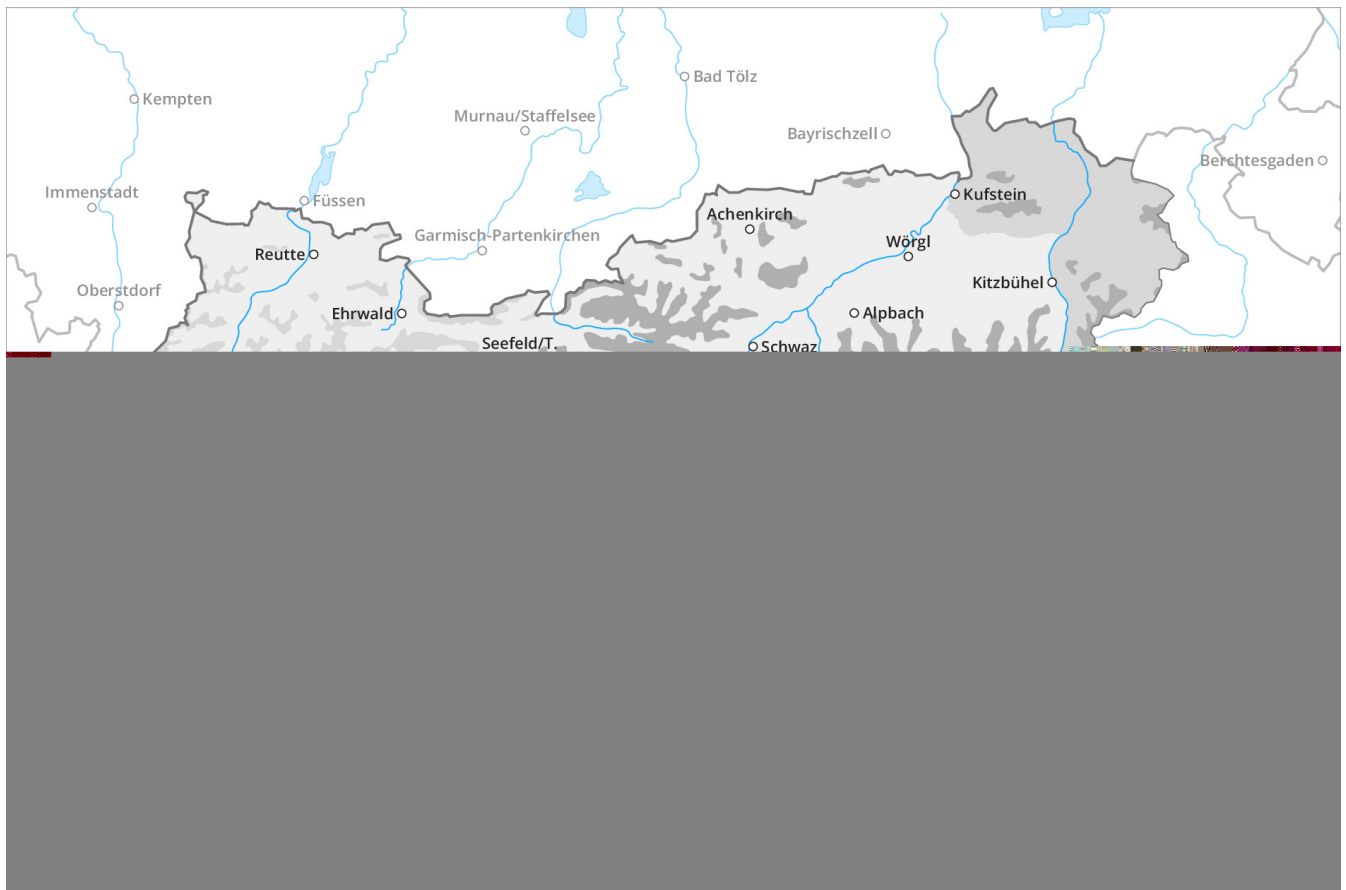 Bad Tölz
Kempten
Murnau/Staffelsee
Bayrischzell
Berchtesgaden
Immenstadt
Füssen
Kufstein
Achenkirch
Garmisch-Partenkirchen
Wörgl
Reutte
Kitzbühel
Oberstdorf
Ehrwald
Alpbach
Seefeld/T.
Schwaz